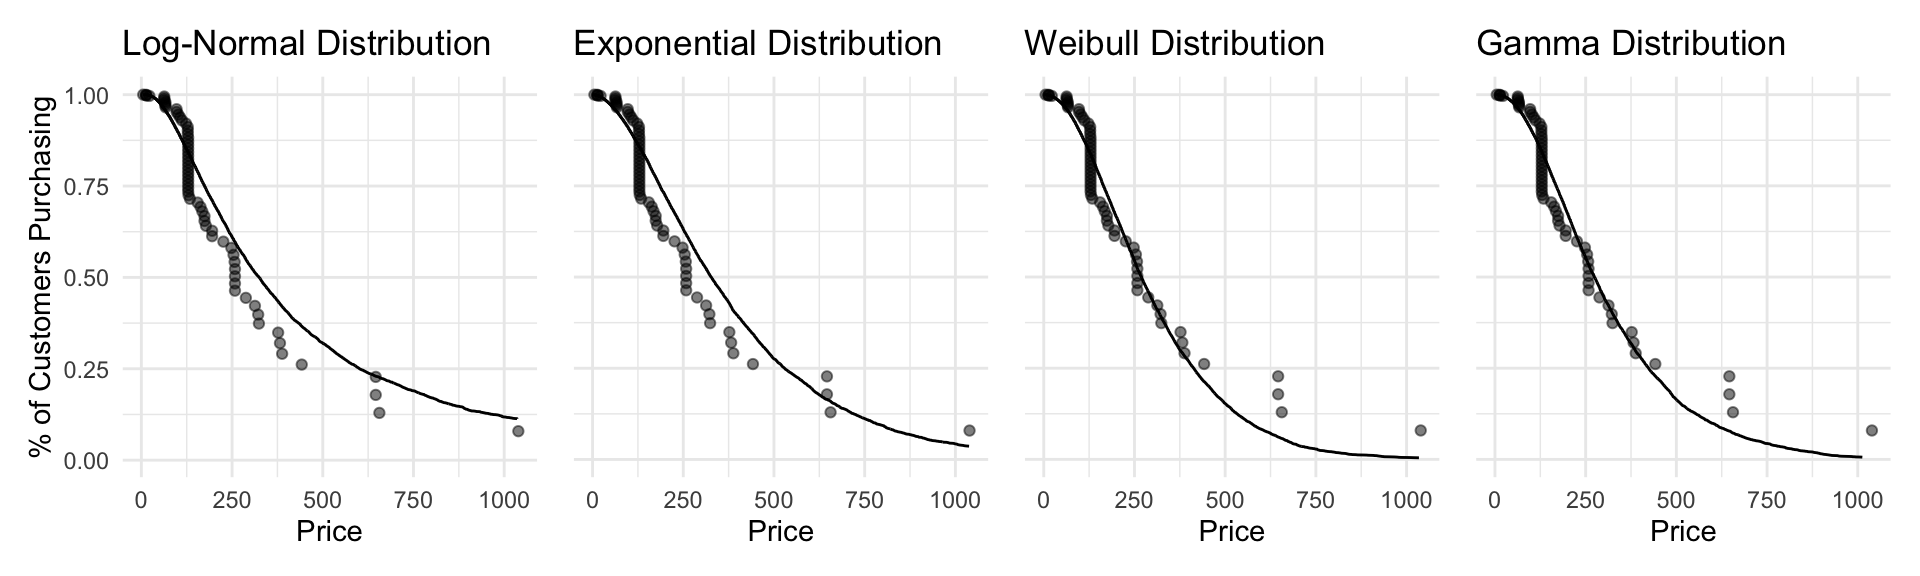 Log-Normal Distribution
Exponential Distribution
Weibull Distribution
Gamma Distribution
% of Customers Purchasing
1.00
0.75
0.50
0.25
0.00
0 250 500 750 1000
0 250 500 750 1000
0 250 500 750 1000
0 250 500 750 1000
Price
Price
Price
Price